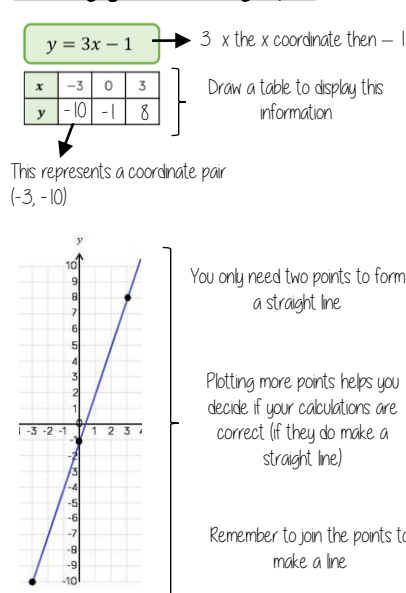 y = 3x − 1
3 x the x coordinate then − 1
x −3 0 3
y -10 -1 8
Draw a table to display this
information
This represents a coordinate pair
(-3, -10)
y
10
9
8
7
6
5
4
3
2
1
-3 -2 -1 0 1 2 3
-1
-2
-3
-4
-5
-6
-7
-8
-9
-10
You only need two points to form
a straight line
Plotting more points helps you
decide if your calculations are
correct (if they do make a
straight line)
Remember to join the points to
make a line